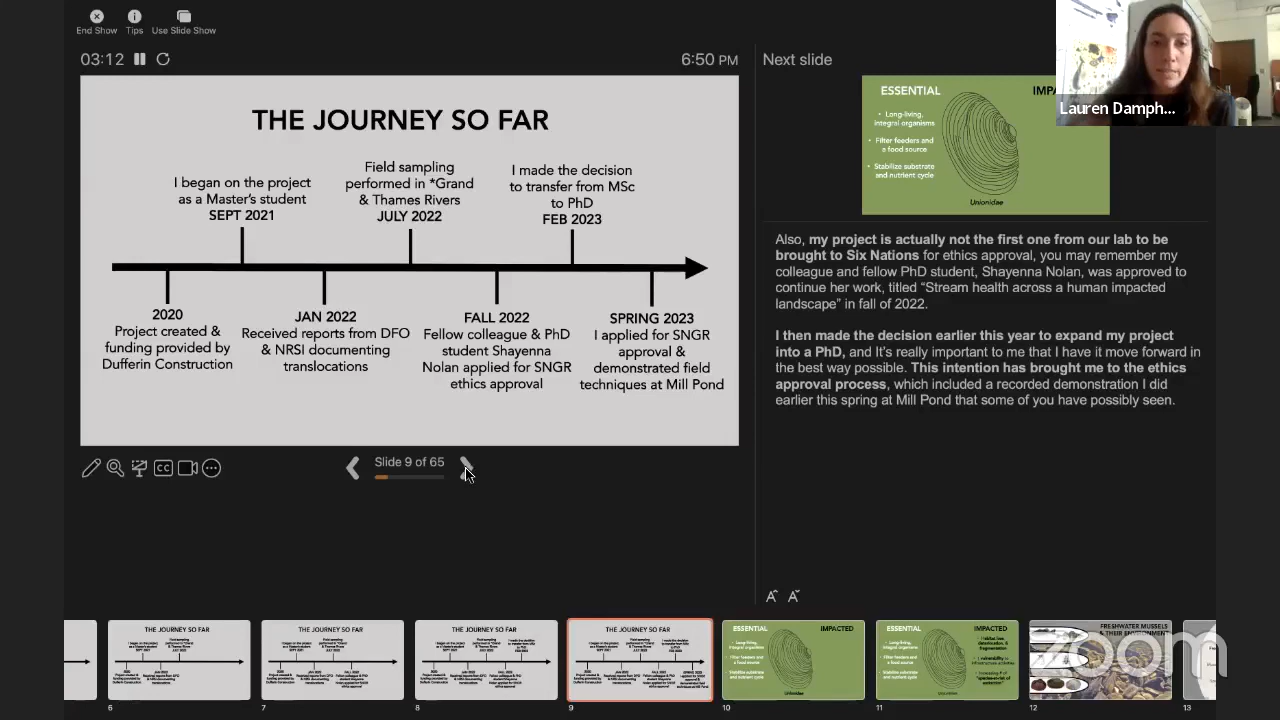 End Show
Tips
Use Slide Show
03:12
6:50 PM
Next slide
Lauren Damph...
THE JOURNEY SO FAR
I began on the project
as a Master's student
SEPT 2021
Field sampling
performed in *Grand
& Thames Rivers
JULY 2022
I made the decision
to transfer from MSc
to PhD
FEB 2023
2020
Project created &
funding provided by
Dufferin Construction
JAN 2022
Received reports from DFO
& NRSI documenting
translocations
FALL 2022
Fellow colleague & PhD
student Shayenna
Nolan applied for SNGR
ethics approval
SPRING 2023
I applied for SNGR
approval &
demonstrated field
techniques at Mill Pond
ESSENTIAL
IMPA
• Long-living,
integral organisms
• Filter feeders and
a food source
• Stabilize substrate
and nutrient cycle
Unionidae
Also, my project is actually not the first one from our lab to be
brought to Six Nations for ethics approval, you may remember my
colleague and fellow PhD student, Shayenna Nolan, was approved to
continue her work, titled “Stream health across a human impacted
landscape” in fall of 2022.
I then made the decision earlier this year to expand my project
into a PhD, and It's really important to me that I have it move forward in
the best way possible. This intention has brought me to the ethics
approval process, which included a recorded demonstration I did
earlier this spring at Mill Pond that some of you have possibly seen.
CC
Slide 9 of 65
A A
THE JOURNEY SO FAR
THE JOURNEY SO FAR
THE JOURNEY SO FAR
THE JOURNEY SO FAR
ESSENTIAL
IMPACTED
ESSENTIAL
IMPACTED
FRESHWATER MUSSELS
& THEIR ENVIRONMENT
6
7
8
9
10
11
12
13
zoom